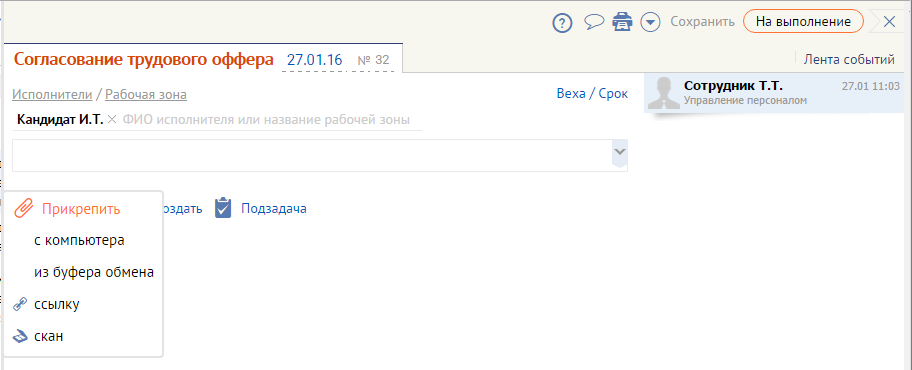 Сохранить На выполнение
Согласование трудового оффера 27.01.16 № 32
Лента событий
Исполнители / Рабочая зона
Веха / Срок
Кандидат И.Т. × ФИО исполнителя или название рабочей зоны
Сотрудник Т.Т. 27.01 11:03
Управление персоналом
Прикрепить
оздать
Подзадача
с компьютера
из буфера обмена
ссылку
скан